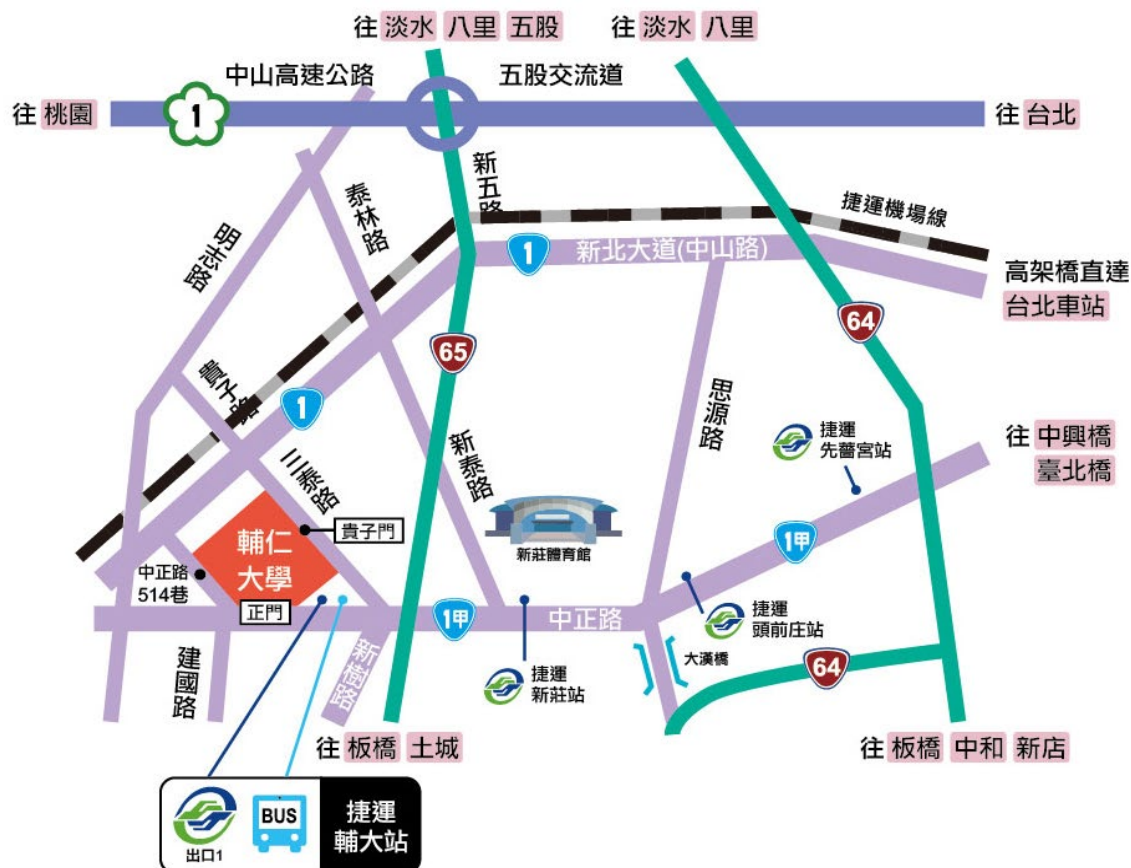 往 淡水 八里 五股
往 淡水 八里
中山高速公路
五股交流道
往 桃園
1
往 台北
新五路
泰林路
明志路
捷運機場線
1
新北大道(中山路)
高架橋直達
台北車站
65
64
貴子路
1
思源路
新泰路
三泰路
捷運
先嗇宮站
往 中興橋
臺北橋
輔仁
大學
貴子門
新莊體育館
1甲
中正路
514巷
正門
1甲
中正路
捷運
頭前庄站
建國路
新樹路
捷運
新莊站
大漢橋
64
往 板橋 土城
往 板橋 中和 新店
出口1
BUS
捷運
輔大站